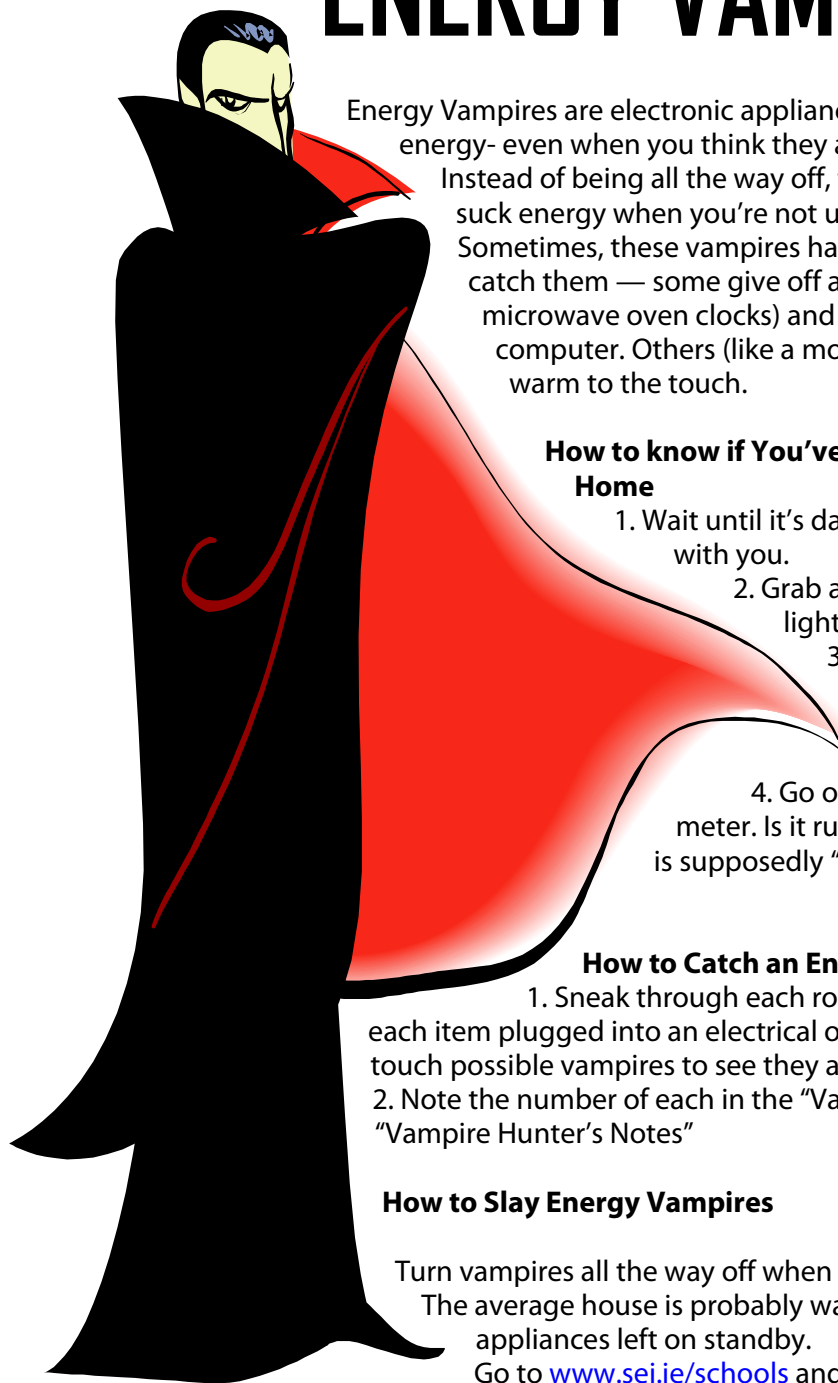 ENERGY VAM
Energy Vampires are electronic applianc
energy- even when you think they a
Instead of being all the way off,
suck energy when you’re not u
Sometimes, these vampires ha
catch them — some give off a
microwave oven clocks) and
computer. Others (like a mo
warm to the touch.
How to know if You’ve
Home
1. Wait until it’s da
with you.
2. Grab a
light
3
4. Go o
meter. Is it ru
is supposedly “
How to Catch an En
1. Sneak through each ro
each item plugged into an electrical o
touch possible vampires to see they a
2. Note the number of each in the “Va
“Vampire Hunter’s Notes”
How to Slay Energy Vampires
Turn vampires all the way off when
The average house is probably wa
appliances left on standby.
Go to www.sei.ie/schools and